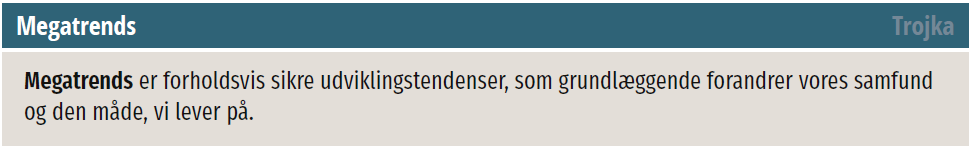 Megatrends Trojka
Megatrends er forholdsvis sikre udviklingstendenser, som grundlæggende forandrer vores samfund
og den måde, vi lever på.